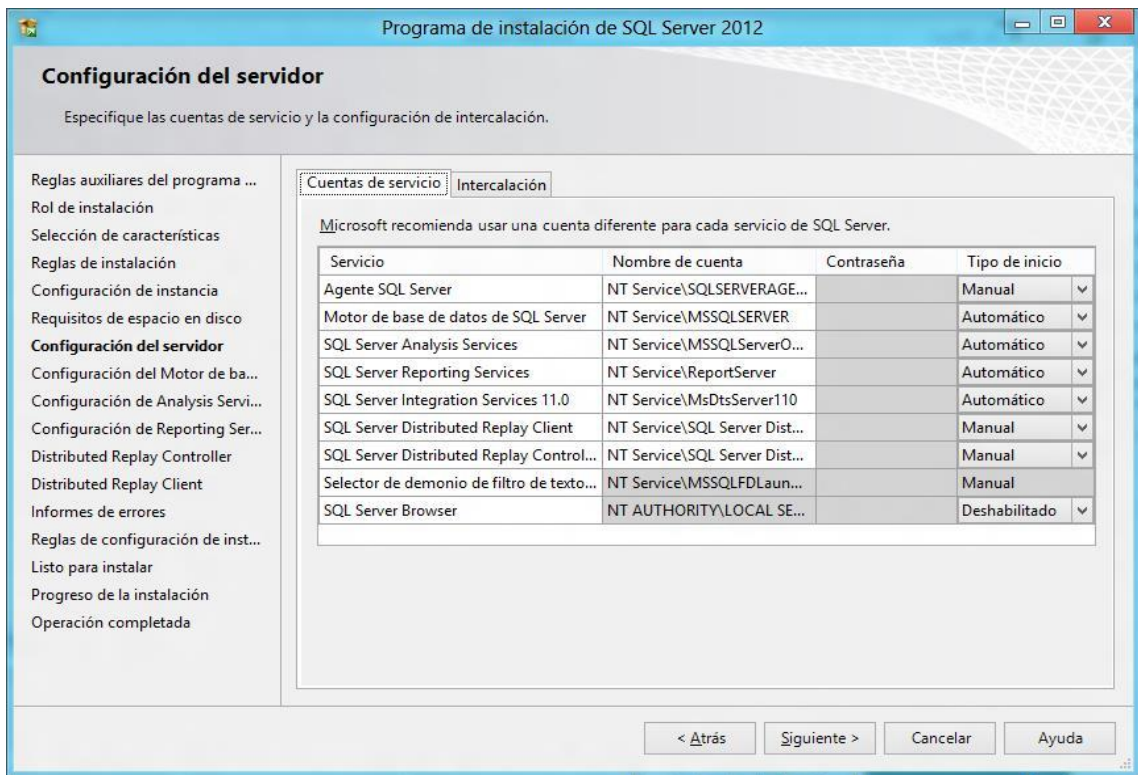 Programa de instalación de SQL Server 2012
Configuración del servidor
Especifique las cuentas de servicio y la configuración de intercalación.
Reglas auxiliares del programa ...
Rol de instalación
Selección de características
Reglas de instalación
Configuración de instancia
Requisitos de espacio en disco
Configuración del servidor
Configuración del Motor de ba...
Configuración de Analysis Servi...
Configuración de Reporting Ser...
Distributed Replay Controller
Distributed Replay Client
Informes de errores
Reglas de configuración de inst...
Listo para instalar
Progreso de la instalación
Operación completada
Cuentas de servicio Intercalación
Microsoft recomienda usar una cuenta diferente para cada servicio de SQL Server.
Servicio Nombre de cuenta Contraseña Tipo de inicio
Agente SQL Server NT Service\SQLSERVERAGE... Manual
Motor de base de datos de SQL Server NT Service\MSSQLSERVER Automático
SQL Server Analysis Services NT Service\MSSQLServerO... Automático
SQL Server Reporting Services NT Service\ReportServer Automático
SQL Server Integration Services 11.0 NT Service\MsDtsServer110 Automático
SQL Server Distributed Replay Client NT Service\SQL Server Dist... Manual
SQL Server Distributed Replay Control... NT Service\SQL Server Dist... Manual
Selector de demonio de filtro de texto... NT Service\MSSQLFDLaun... Manual
SQL Server Browser NT AUTHORITY\LOCAL SE... Deshabilitado
< Atrás Siguiente > Cancelar Ayuda